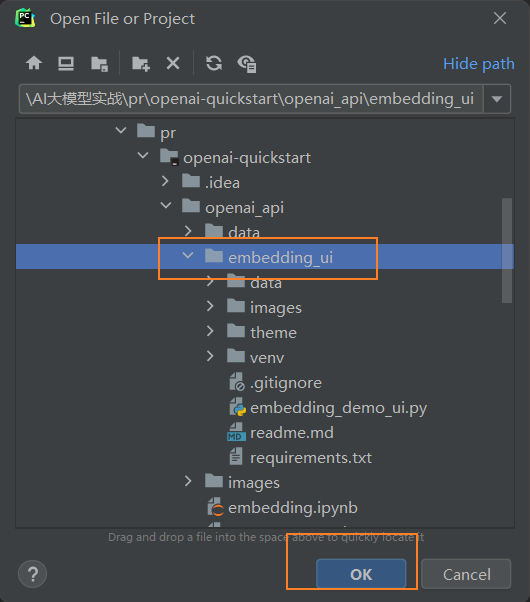 PC
Open File or Project
Hide path
\AI大模型实战\pr\openai-quickstart\openai_api\embedding_ui
pr
openai-quickstart
.idea
openai_api
data
embedding_ui
data
images
theme
venv
.gitignore
embedding_demo_ui.py
MD readme.md
requirements.txt
images
embedding.ipynb
Drag and drop a file into the space above to quickly locate it
? OK Cancel